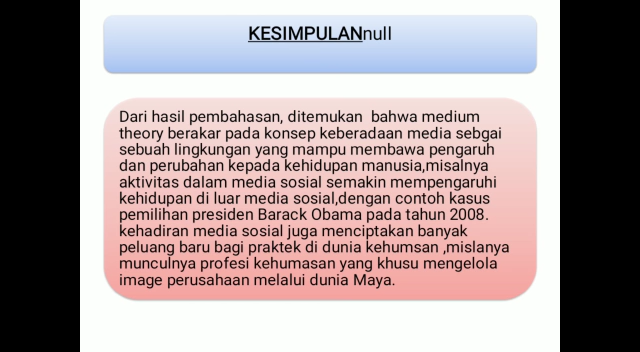 KESIMPULANnull
Dari hasil pembahasan, ditemukan  bahwa medium
theory berakar pada konsep keberadaan media sebgai
sebuah lingkungan yang mampu membawa pengaruh
dan perubahan kepada kehidupan manusia,misalnya
aktivitas dalam media sosial semakin mempengaruhi
kehidupan di luar media sosial,dengan contoh kasus
pemilihan presiden Barack Obama pada tahun 2008.
kehadiran media sosial juga menciptakan banyak
peluang baru bagi praktek di dunia kehumsan ,mislanya
munculnya profesi kehumasan yang khusu mengelola
image perusahaan melalui dunia Maya.